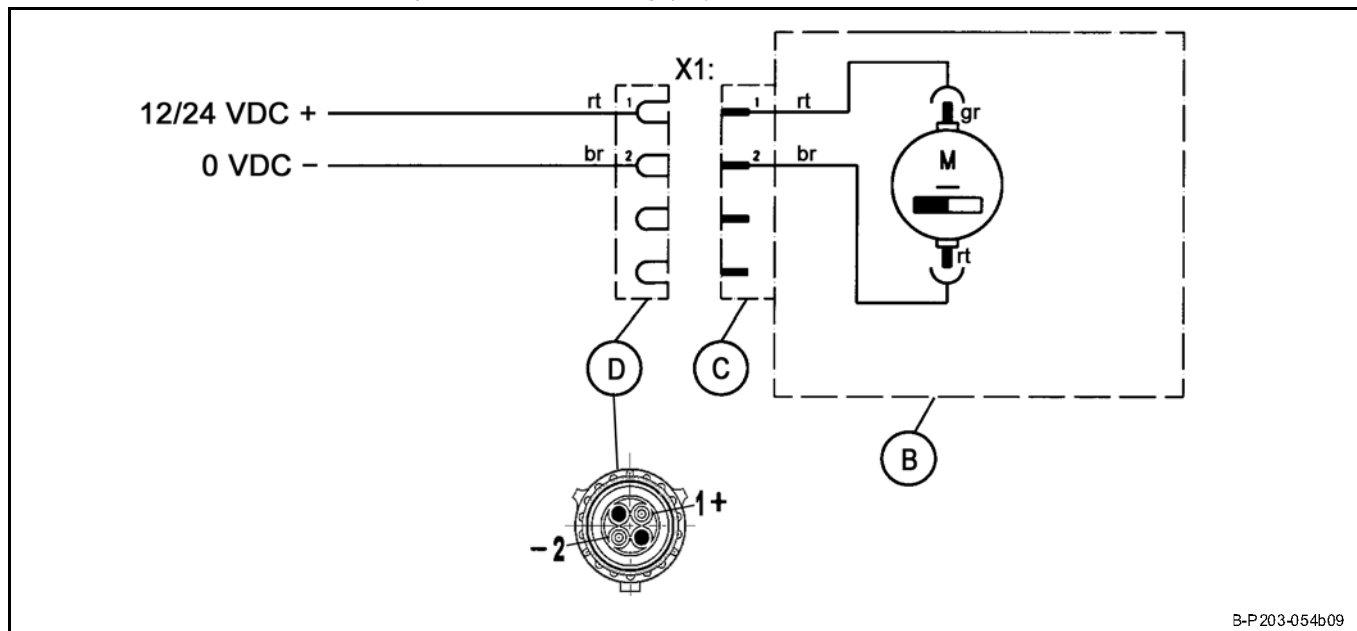 X1:
12/24 VDC +
rt
1
1
rt
gr
0 VDC -
br
2
2
br
M
rt
D
C
B
1+
-2
B-P203-054b09